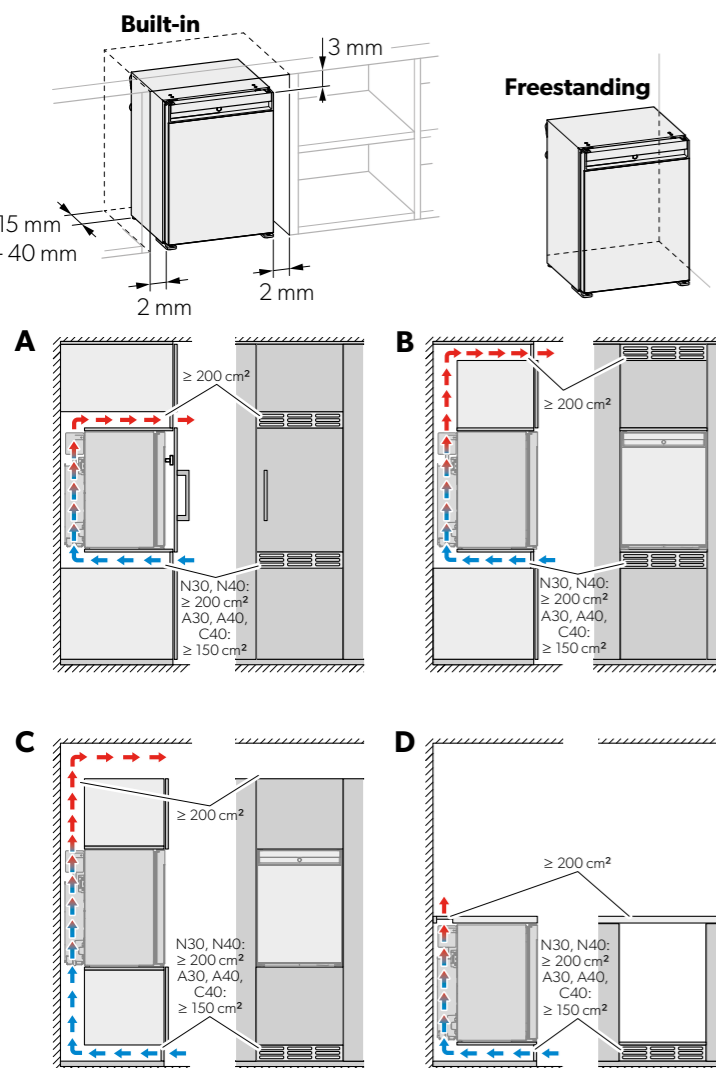 Built-in
3 mm
Freestanding
15 mm
- 40 mm
2 mm
2 mm
A
≥ 200 cm²
N30, N40:
≥ 200 cm²
A30, A40,
C40:
≥ 150 cm²
B
≥ 200 cm²
N30, N40:
≥ 200 cm²
A30, A40,
C40:
≥ 150 cm²
C
≥ 200 cm²
N30, N40:
≥ 200 cm²
A30, A40,
C40:
≥ 150 cm²
D
≥ 200 cm²
N30, N40:
≥ 200 cm²
A30, A40,
C40:
≥ 150 cm²